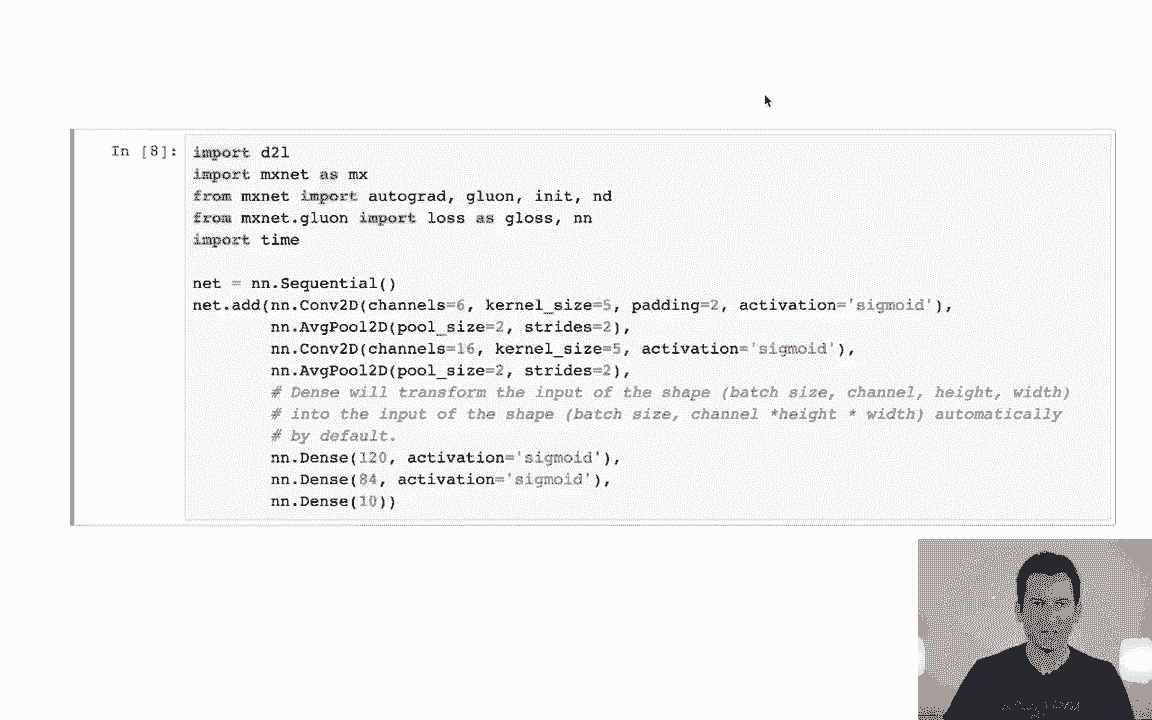 In [8]:
import d2l
import mxnet as mx
from mxnet import autograd, gluon, init, nd
from mxnet.gluon import loss as gloss, nn
import time
net = nn.Sequential()
net.add(nn.Conv2D(channels=6, kernel_size=5, padding=2, activation='sigmoid'),
nn.AvgPool2D(pool_size=2, strides=2),
nn.Conv2D(channels=16, kernel_size=5, activation='sigmoid'),
nn.AvgPool2D(pool_size=2, strides=2),
# Dense will transform the input of the shape (batch size, channel, height, width)
# into the input of the shape (batch size, channel *height * width) automatically
# by default.
nn.Dense(120, activation='sigmoid'),
nn.Dense(84, activation='sigmoid'),
nn.Dense(10))